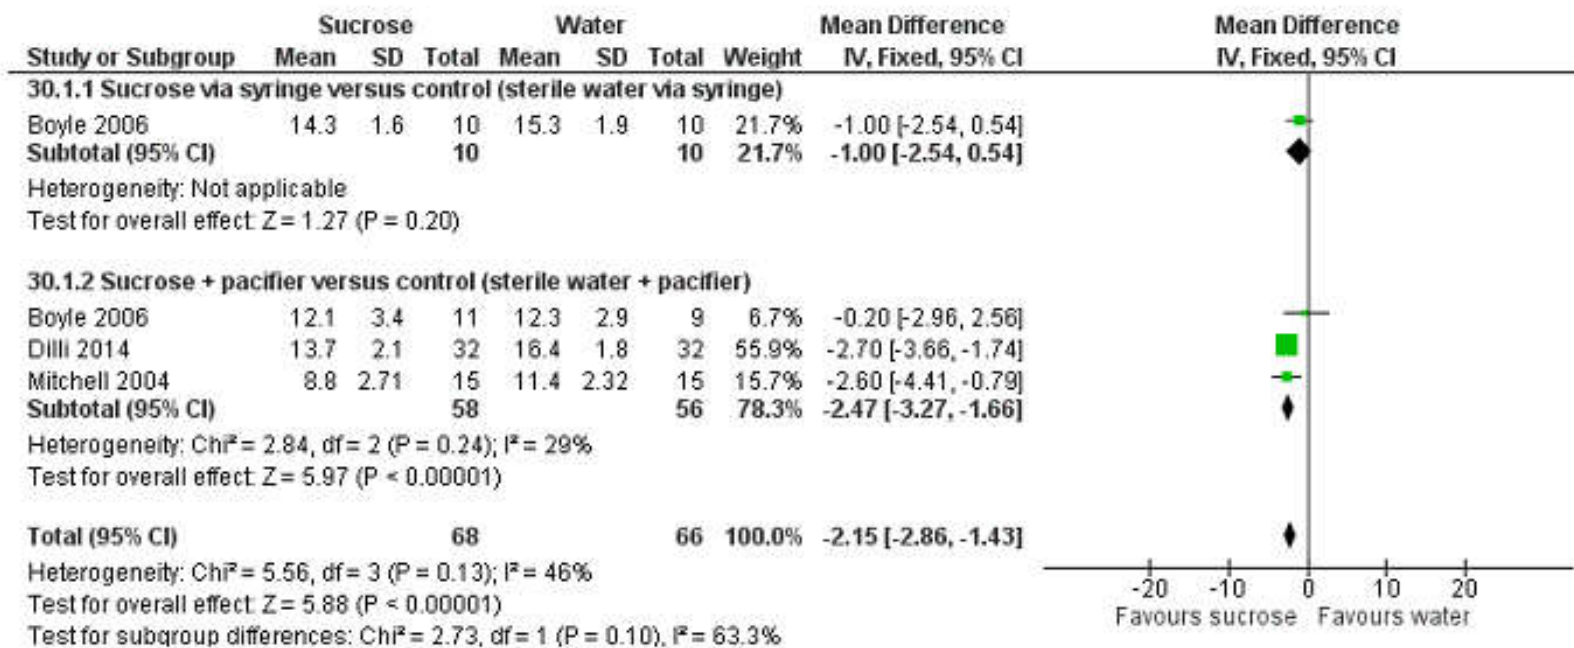 Sucrose Water Mean Difference Mean Difference
Study or Subgroup Mean SD Total Mean SD Total Weight IV, Fixed, 95% CI IV, Fixed, 95% CI
30.1.1 Sucrose via syringe versus control (sterile water via syringe)
Boyle 2006 14.3 1.6 10 15.3 1.9 10 21.7% -1.00 [-2.54, 0.54]
Subtotal (95% CI) 10 10 21.7% -1.00 [-2.54, 0.54]
Heterogeneity: Not applicable
Test for overall effect: Z = 1.27 (P = 0.20)
30.1.2 Sucrose + pacifier versus control (sterile water + pacifier)
Boyle 2006 12.1 3.4 11 12.3 2.9 9 6.7% -0.20 [-2.96, 2.56]
Dilli 2014 13.7 2.1 32 16.4 1.8 32 55.9% -2.70 [-3.66, -1.74]
Mitchell 2004 8.8 2.71 15 11.4 2.32 15 15.7% -2.60 [-4.41, -0.79]
Subtotal (95% CI) 58 56 78.3% -2.47 [-3.27, -1.66]
Heterogeneity: Chi² = 2.84, df = 2 (P = 0.24); I² = 29%
Test for overall effect: Z = 5.97 (P < 0.00001)
Total (95% CI) 68 66 100.0% -2.15 [-2.86, -1.43]
Heterogeneity: Chi² = 5.56, df = 3 (P = 0.13); I² = 46%
Test for overall effect: Z = 5.88 (P < 0.00001)
Test for subgroup differences: Chi² = 2.73, df = 1 (P = 0.10), I² = 63.3%
-20 -10 0 10 20
Favours sucrose Favours water